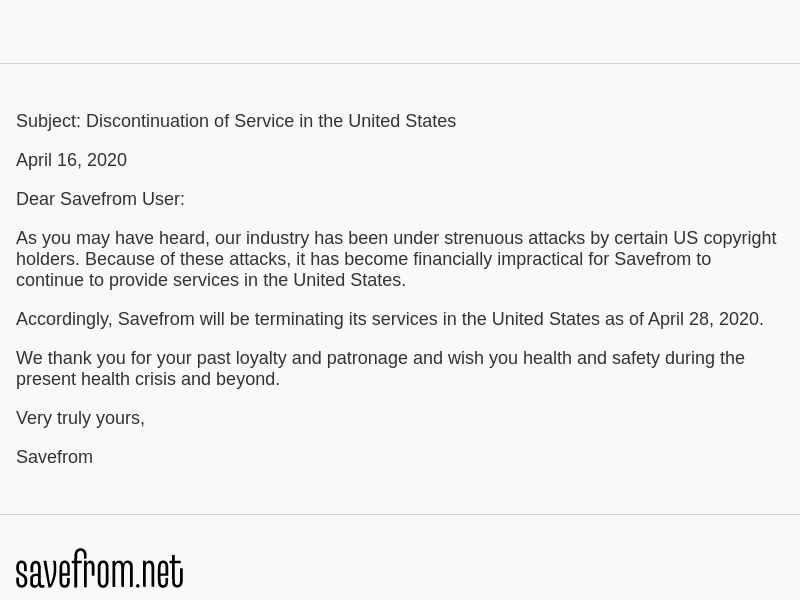 Subject: Discontinuation of Service in the United States
April 16, 2020
Dear Savefrom User:
As you may have heard, our industry has been under strenuous attacks by certain US copyright
holders. Because of these attacks, it has become financially impractical for Savefrom to
continue to provide services in the United States.
Accordingly, Savefrom will be terminating its services in the United States as of April 28, 2020.
We thank you for your past loyalty and patronage and wish you health and safety during the
present health crisis and beyond.
Very truly yours,
Savefrom
savefrom.net